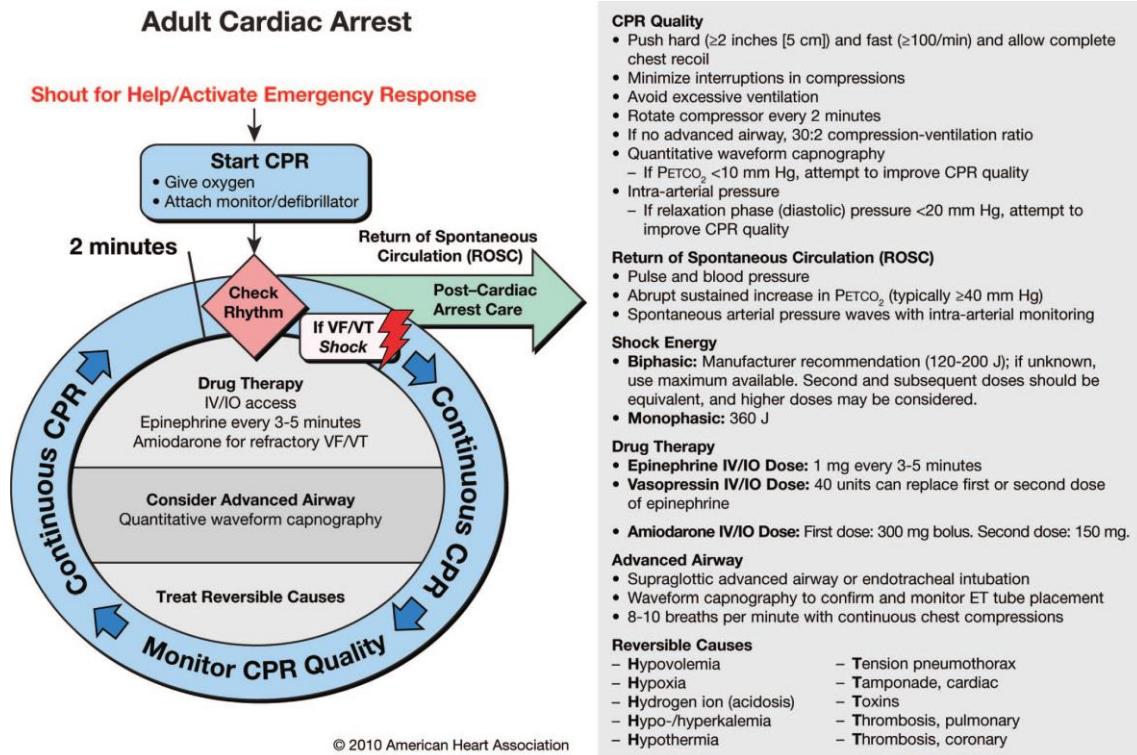 Adult Cardiac Arrest
Shout for Help/Activate Emergency Response
Start CPR
• Give oxygen
• Attach monitor/defibrillator
2 minutes
Return of Spontaneous
Circulation (ROSC)
Check
Rhythm
Post–Cardiac
Arrest Care
If VF/VT
Shock
Drug Therapy
IV/IO access
Epinephrine every 3-5 minutes
Amiodarone for refractory VF/VT
Consider Advanced Airway
Quantitative waveform capnography
Treat Reversible Causes
Continuous CPR
Continuous CPR
Monitor CPR Quality
© 2010 American Heart Association
CPR Quality
• Push hard (≥2 inches [5 cm]) and fast (≥100/min) and allow complete
chest recoil
• Minimize interruptions in compressions
• Avoid excessive ventilation
• Rotate compressor every 2 minutes
• If no advanced airway, 30:2 compression-ventilation ratio
• Quantitative waveform capnography
– If PETCO₂ <10 mm Hg, attempt to improve CPR quality
• Intra-arterial pressure
– If relaxation phase (diastolic) pressure <20 mm Hg, attempt to
improve CPR quality
Return of Spontaneous Circulation (ROSC)
• Pulse and blood pressure
• Abrupt sustained increase in PETCO₂ (typically ≥40 mm Hg)
• Spontaneous arterial pressure waves with intra-arterial monitoring
Shock Energy
• Biphasic: Manufacturer recommendation (120-200 J); if unknown,
use maximum available. Second and subsequent doses should be
equivalent, and higher doses may be considered.
• Monophasic: 360 J
Drug Therapy
• Epinephrine IV/IO Dose: 1 mg every 3-5 minutes
• Vasopressin IV/IO Dose: 40 units can replace first or second dose
of epinephrine
• Amiodarone IV/IO Dose: First dose: 300 mg bolus. Second dose: 150 mg.
Advanced Airway
• Supraglottic advanced airway or endotracheal intubation
• Waveform capnography to confirm and monitor ET tube placement
• 8-10 breaths per minute with continuous chest compressions
Reversible Causes
– Hypovolemia
– Hypoxia
– Hydrogen ion (acidosis)
– Hypo-/hyperkalemia
– Hypothermia
– Tension pneumothorax
– Tamponade, cardiac
– Toxins
– Thrombosis, pulmonary
– Thrombosis, coronary